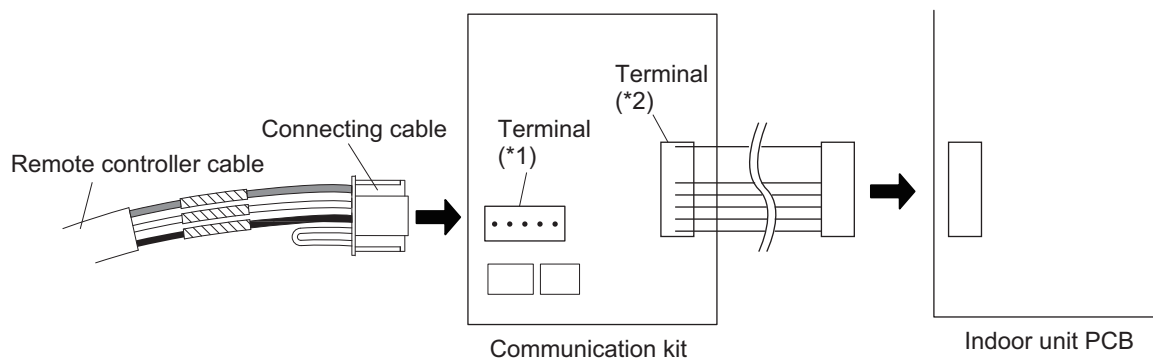 Terminal
(*2)
Connecting cable
Terminal
(*1)
Remote controller cable
Communication kit
Indoor unit PCB